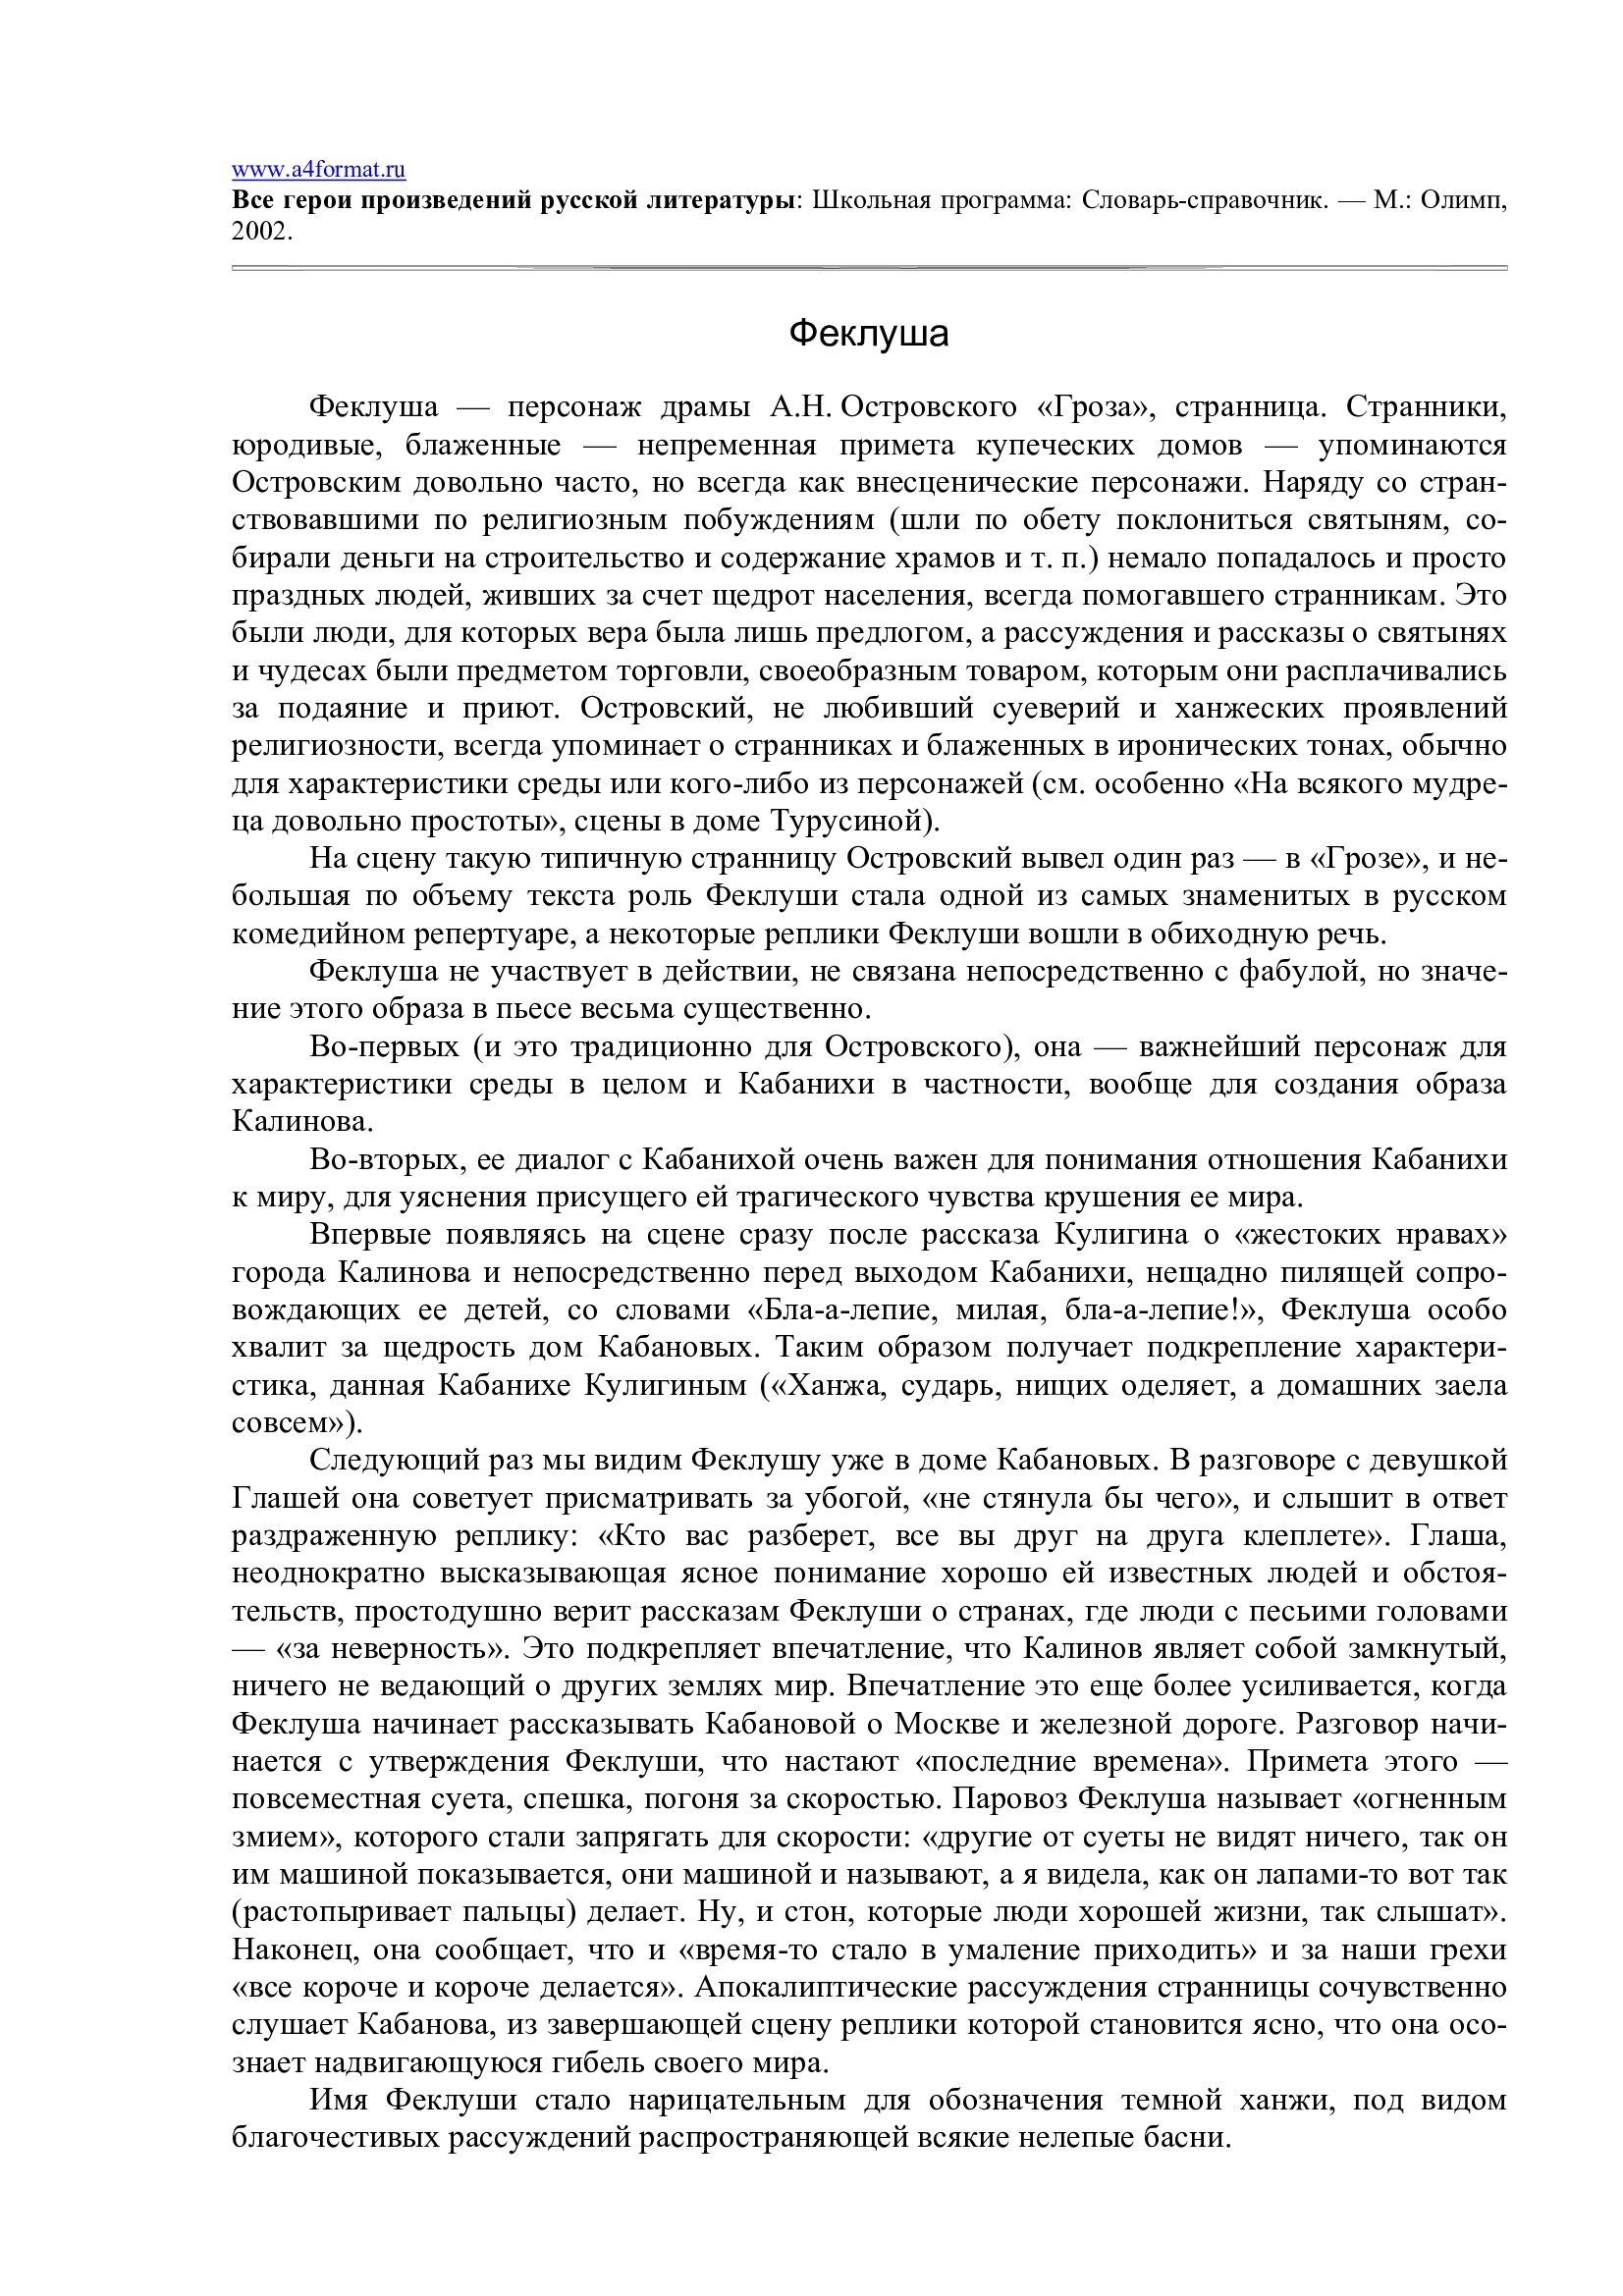 www.a4format.ru
Все герои произведений русской литературы: Школьная программа: Словарь-справочник. — М.: Олимп,
2002.
Феклуша
Феклуша — персонаж драмы А.Н. Островского «Гроза», странница. Странники,
юродивые, блаженные — непременная примета купеческих домов — упоминаются
Островским довольно часто, но всегда как внесценические персонажи. Наряду со стран-
ствовавшими по религиозным побуждениям (шли по обету поклониться святыням, со-
бирали деньги на строительство и содержание храмов и т. п.) немало попадалось и просто
праздных людей, живших за счет щедрот населения, всегда помогавшего странникам. Это
были люди, для которых вера была лишь предлогом, а рассуждения и рассказы о святынях
и чудесах были предметом торговли, своеобразным товаром, которым они расплачивались
за подаяние и приют. Островский, не любивший суеверий и ханжеских проявлений
религиозности, всегда упоминает о странниках и блаженных в иронических тонах, обычно
для характеристики среды или кого-либо из персонажей (см. особенно «На всякого мудре-
ца довольно простоты», сцены в доме Турусиной).
На сцену такую типичную странницу Островский вывел один раз — в «Грозе», и не-
большая по объему текста роль Феклуши стала одной из самых знаменитых в русском
комедийном репертуаре, а некоторые реплики Феклуши вошли в обиходную речь.
Феклуша не участвует в действии, не связана непосредственно с фабулой, но значе-
ние этого образа в пьесе весьма существенно.
Во-первых (и это традиционно для Островского), она — важнейший персонаж для
характеристики среды в целом и Кабанихи в частности, вообще для создания образа
Калинова.
Во-вторых, ее диалог с Кабанихой очень важен для понимания отношения Кабанихи
к миру, для уяснения присущего ей трагического чувства крушения ее мира.
Впервые появляясь на сцене сразу после рассказа Кулигина о «жестоких нравах»
города Калинова и непосредственно перед выходом Кабанихи, нещадно пилящей сопро-
вождающих ее детей, со словами «Бла-а-лепие, милая, бла-а-лепие!», Феклуша особо
хвалит за щедрость дом Кабановых. Таким образом получает подкрепление характери-
стика, данная Кабанихе Кулигиным («Ханжа, сударь, нищих оделяет, а домашних заела
совсем»).
Следующий раз мы видим Феклушу уже в доме Кабановых. В разговоре с девушкой
Глашей она советует присматривать за убогой, «не стянула бы чего», и слышит в ответ
раздраженную реплику: «Кто вас разберет, все вы друг на друга клеплете». Глаша,
неоднократно высказывающая ясное понимание хорошо ей известных людей и обстоя-
тельств, простодушно верит рассказам Феклуши о странах, где люди с песьими головами
— «за неверность». Это подкрепляет впечатление, что Калинов являет собой замкнутый,
ничего не ведающий о других землях мир. Впечатление это еще более усиливается, когда
Феклуша начинает рассказывать Кабановой о Москве и железной дороге. Разговор начи-
нается с утверждения Феклуши, что настают «последние времена». Примета этого —
повсеместная суета, спешка, погоня за скоростью. Паровоз Феклуша называет «огненным
змием», которого стали запрягать для скорости: «другие от суеты не видят ничего, так он
им машиной показывается, они машиной и называют, а я видела, как он лапами-то вот так
(растопыривает пальцы) делает. Ну, и стон, которые люди хорошей жизни, так слышат».
Наконец, она сообщает, что и «время-то стало в умаление приходить» и за наши грехи
«все короче и короче делается». Апокалиптические рассуждения странницы сочувственно
слушает Кабанова, из завершающей сцену реплики которой становится ясно, что она осо-
знает надвигающуюся гибель своего мира.
Имя Феклуши стало нарицательным для обозначения темной ханжи, под видом
благочестивых рассуждений распространяющей всякие нелепые басни.